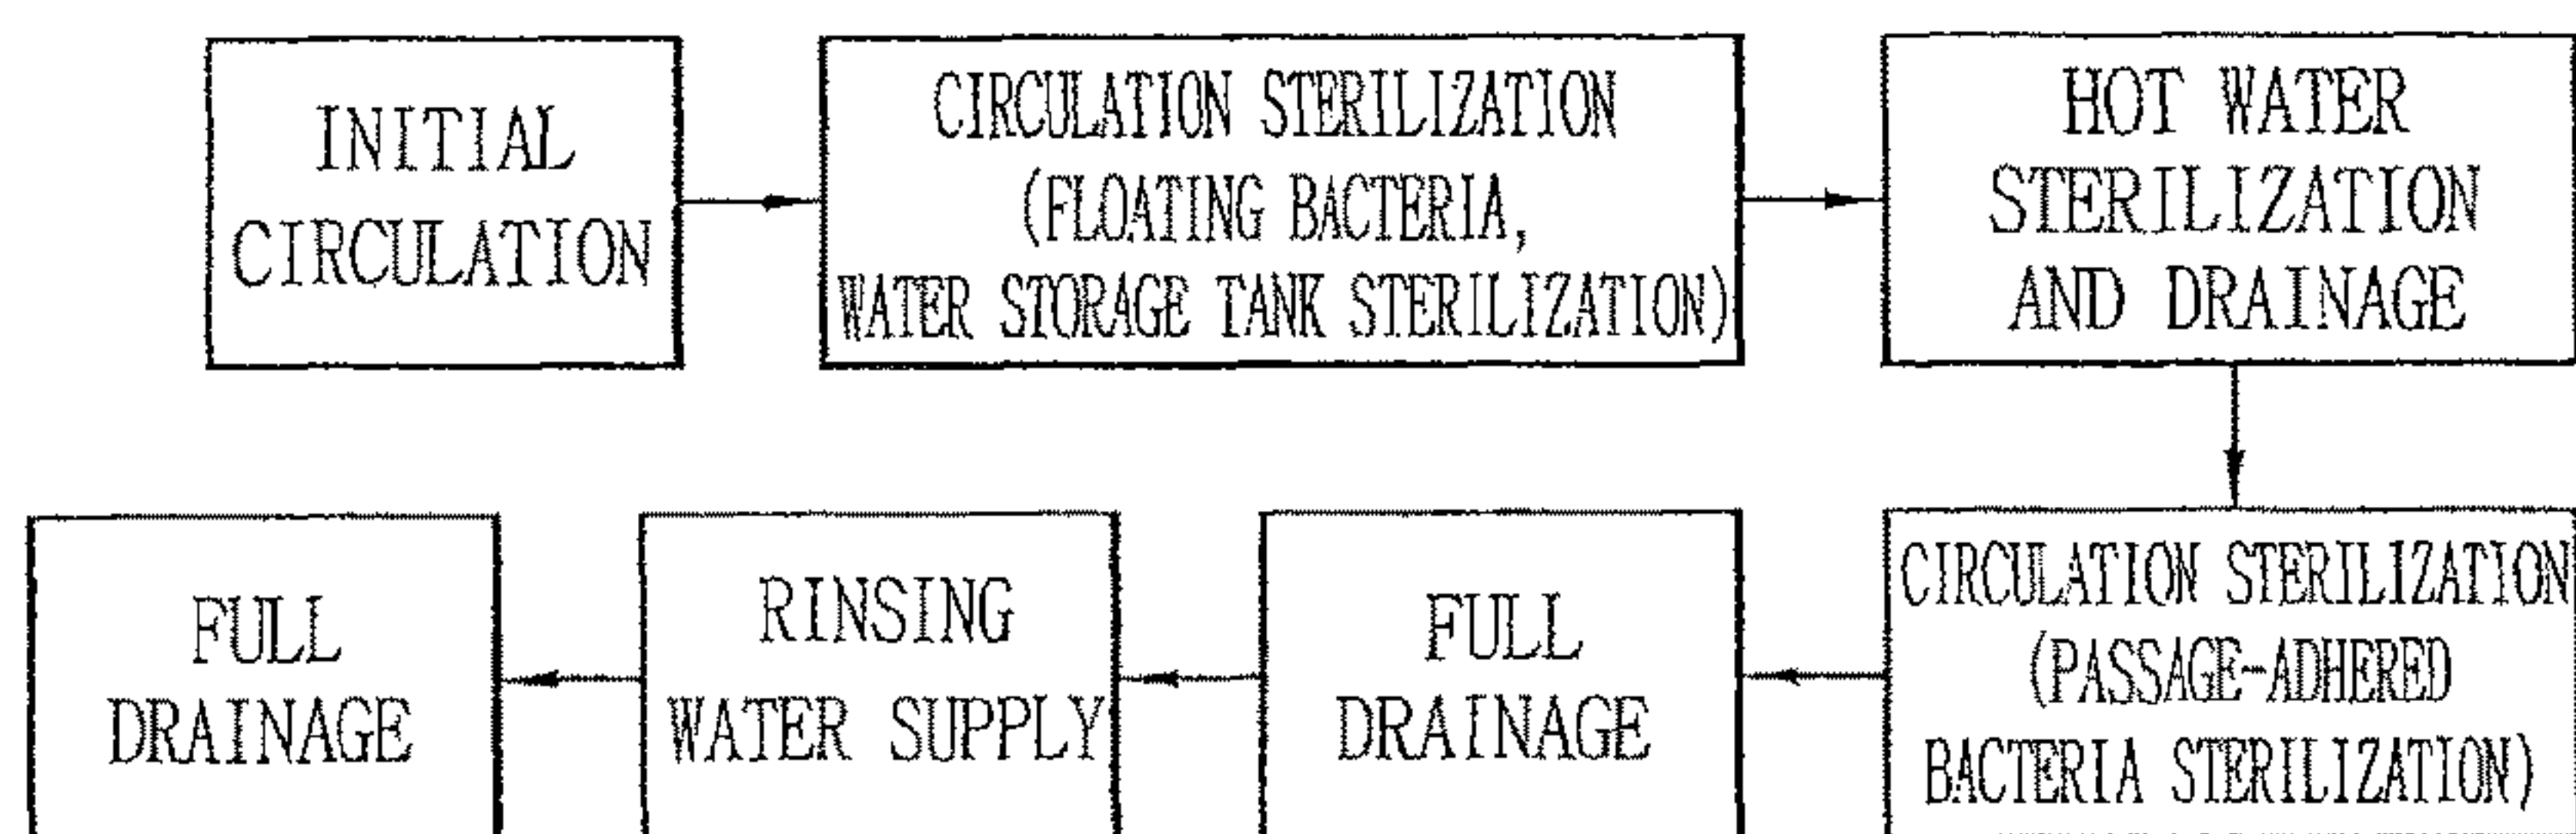 INITIAL
CIRCULATION
CIRCULATION STERILIZATION
(FLOATING BACTERIA,
WATER STORAGE TANK STERILIZATION)
HOT WATER
STERILIZATION
AND DRAINAGE
CIRCULATION STERILIZATION
(PASSAGE-ADHERED
BACTERIA STERILIZATION)
FULL
DRAINAGE
RINSING
WATER SUPPLY
FULL
DRAINAGE